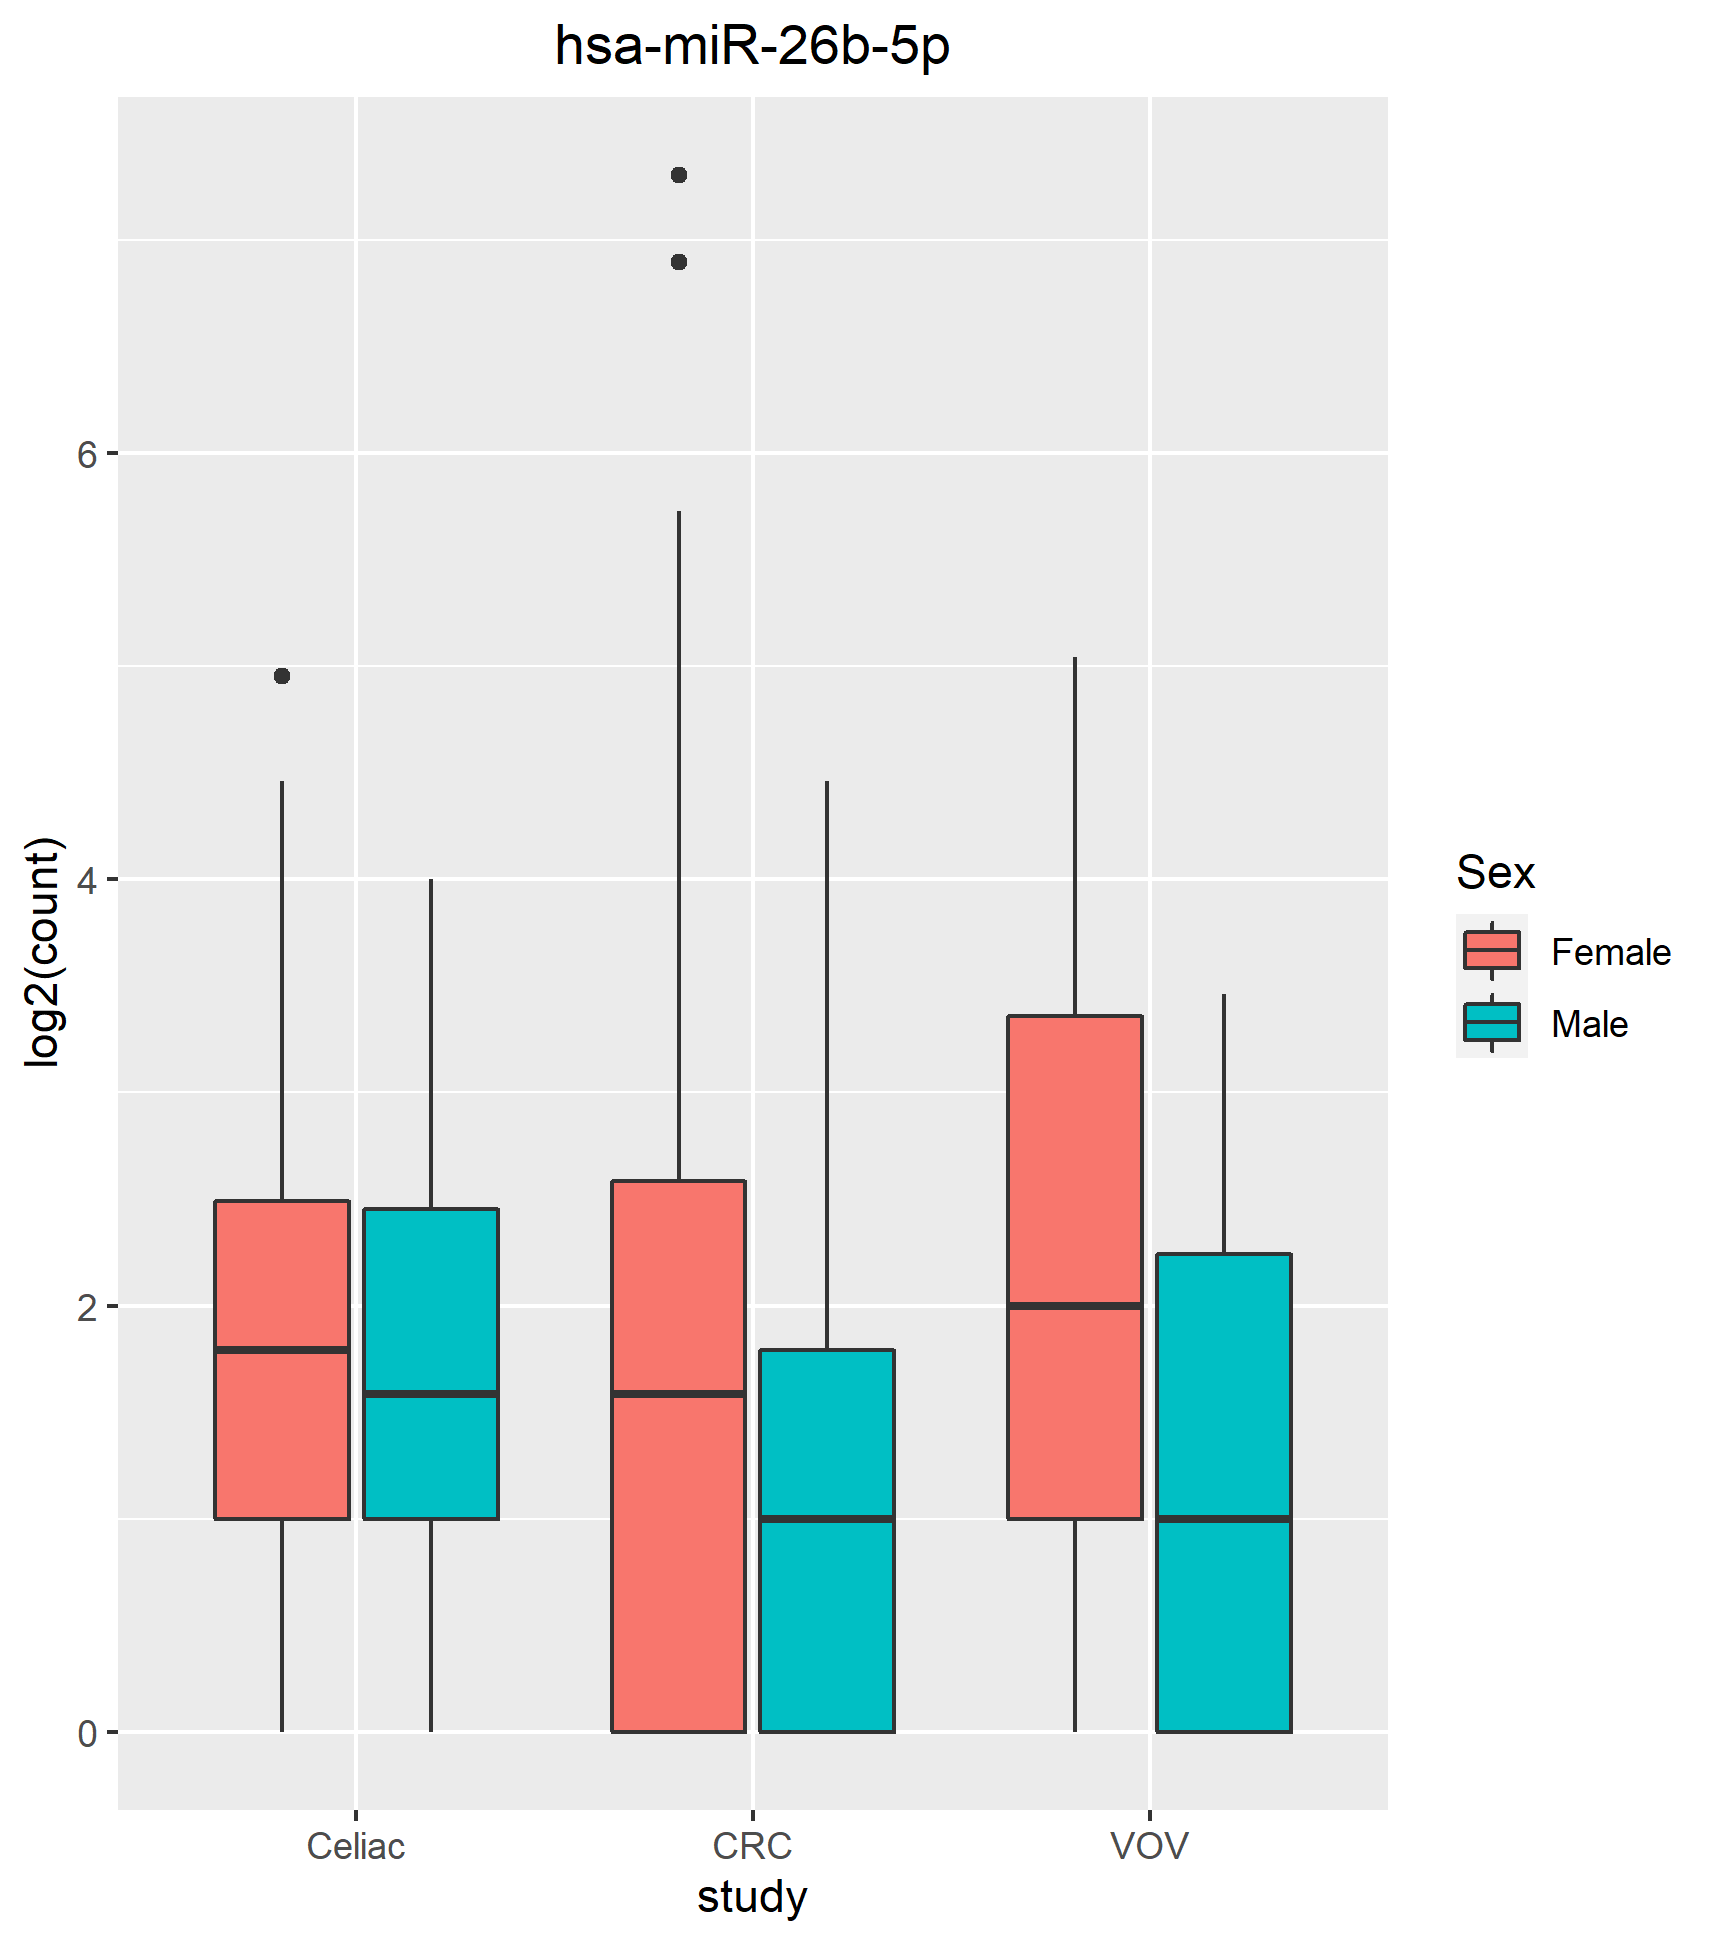 hsa-miR-26b-5p
log2(count)
6
4
2
0
Celiac
CRC
VOV
study
Sex
Female
Male